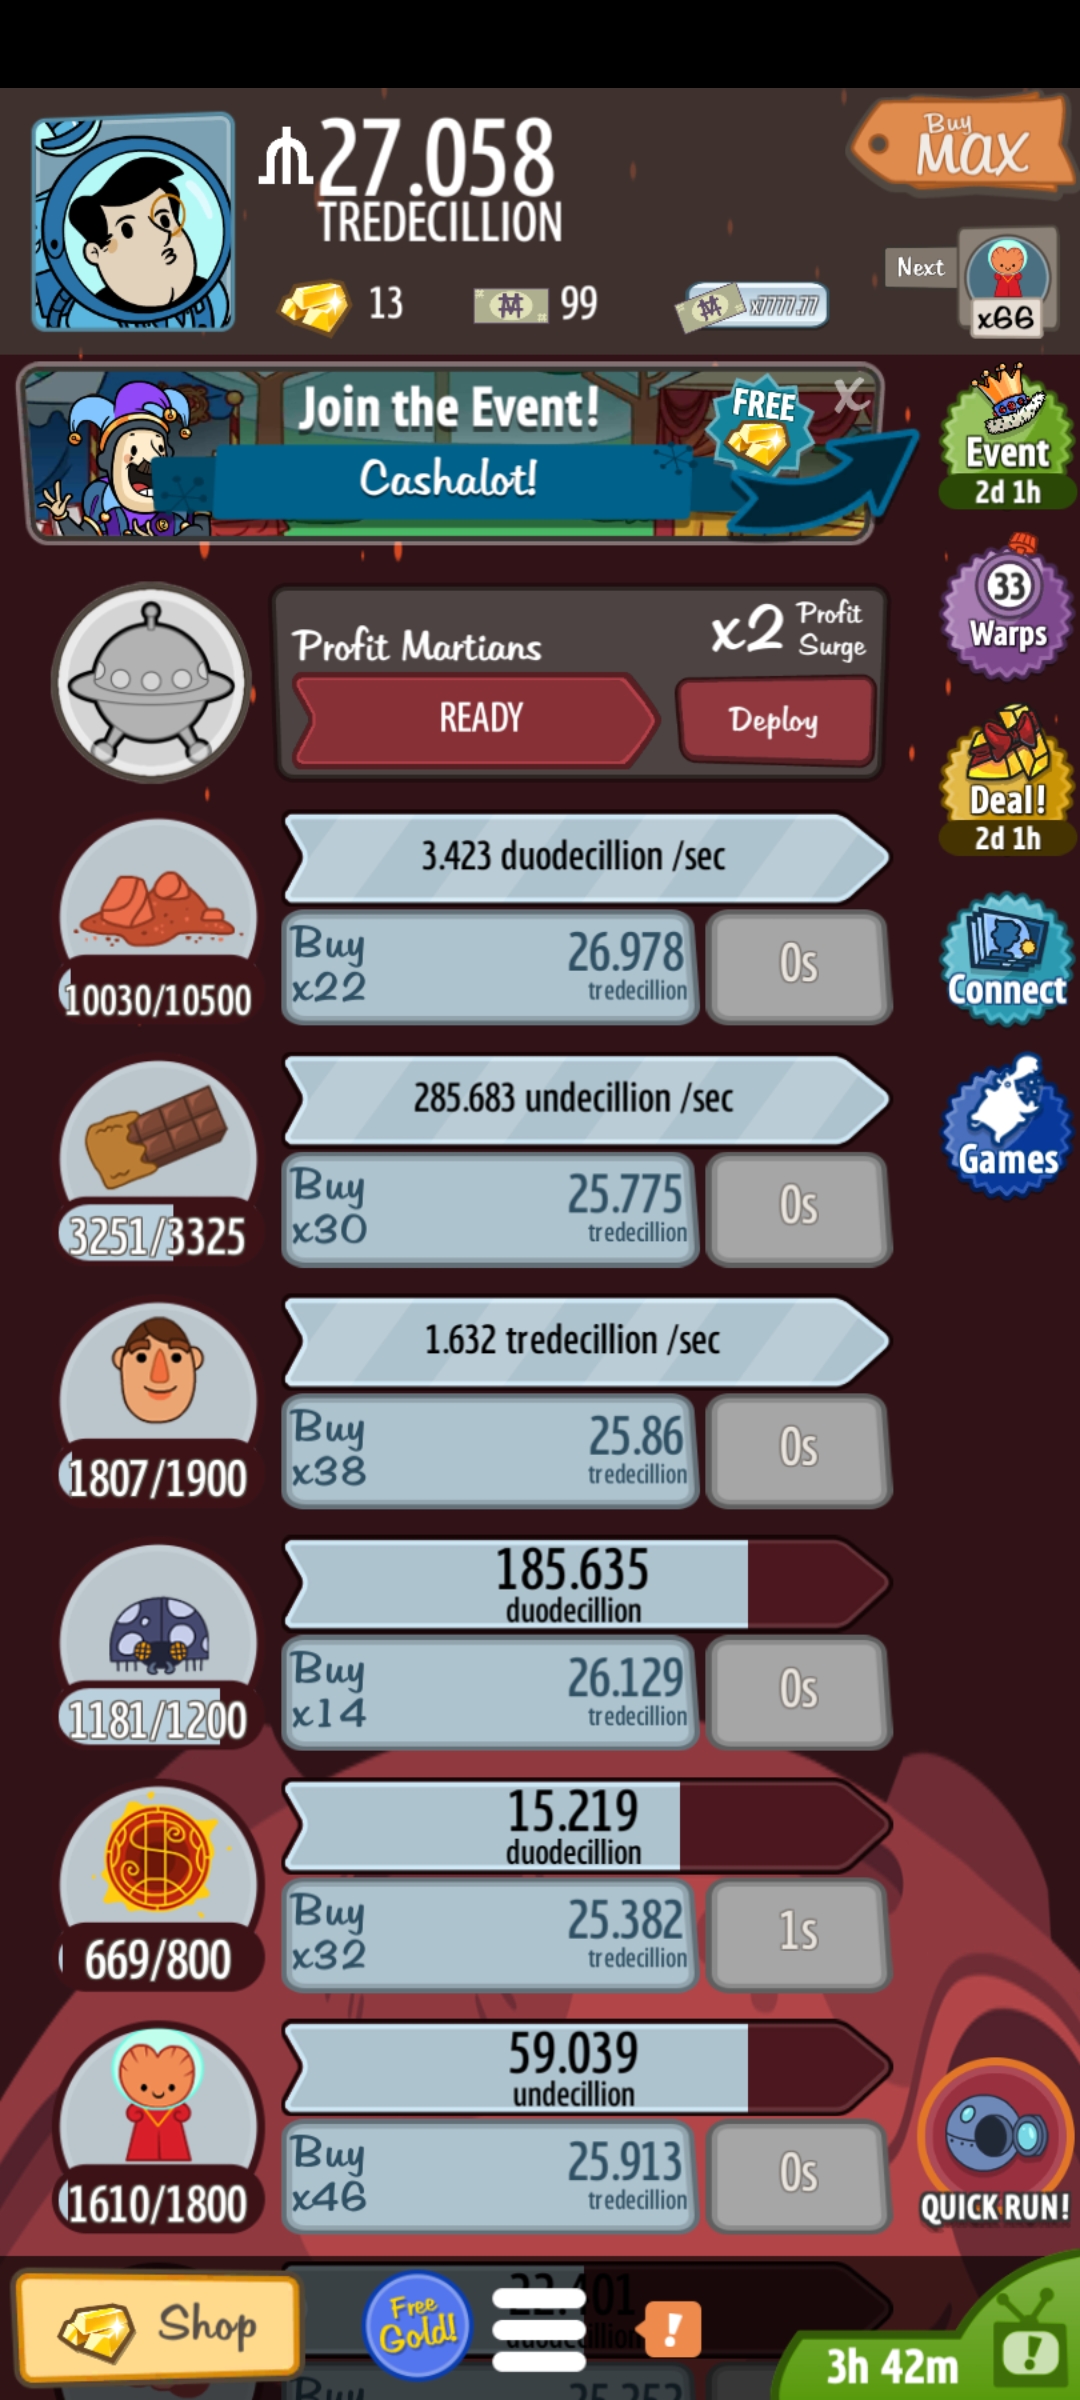 27.058
TREDECILLION
Buy
MAX
13
99
x7777.77
Next
x66
Join the Event!
Cashalot!
FREE
X
Event
2d 1h
33
Warps
Profit Martians
x2 Profit
Surge
READY
Deploy
Deal!
2d 1h
3.423 duodecillion /sec
Buy
x22
26.978
tredecillion
0s
10030/10500
Connect
285.683 undecillion /sec
Buy
x30
25.775
tredecillion
0s
3251/3325
Games
1.632 tredecillion /sec
Buy
x38
25.86
tredecillion
0s
1807/1900
185.635
duodecillion
Buy
x14
26.129
tredecillion
0s
1181/1200
15.219
duodecillion
Buy
x32
25.382
tredecillion
1s
669/800
59.039
undecillion
Buy
x46
25.913
tredecillion
0s
1610/1800
QUICK RUN!
Shop
Free
Gold!
!
3h 42m
!
Buy